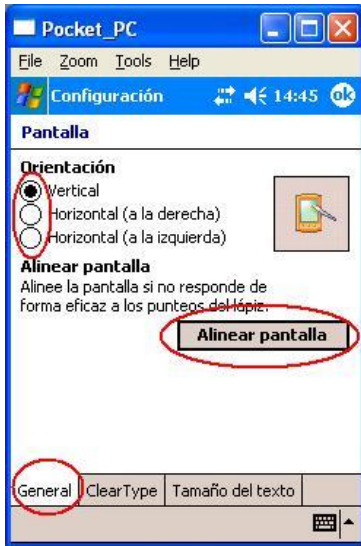 Pocket_PC
File Zoom Tools Help
Configuración 14:45 ok
Pantalla
Orientación
Vertical
Horizontal (a la derecha)
Horizontal (a la izquierda)
Alinear pantalla
Alinee la pantalla si no responde de
forma eficaz a los punteos del lápiz.
Alinear pantalla
General ClearType Tamaño del texto